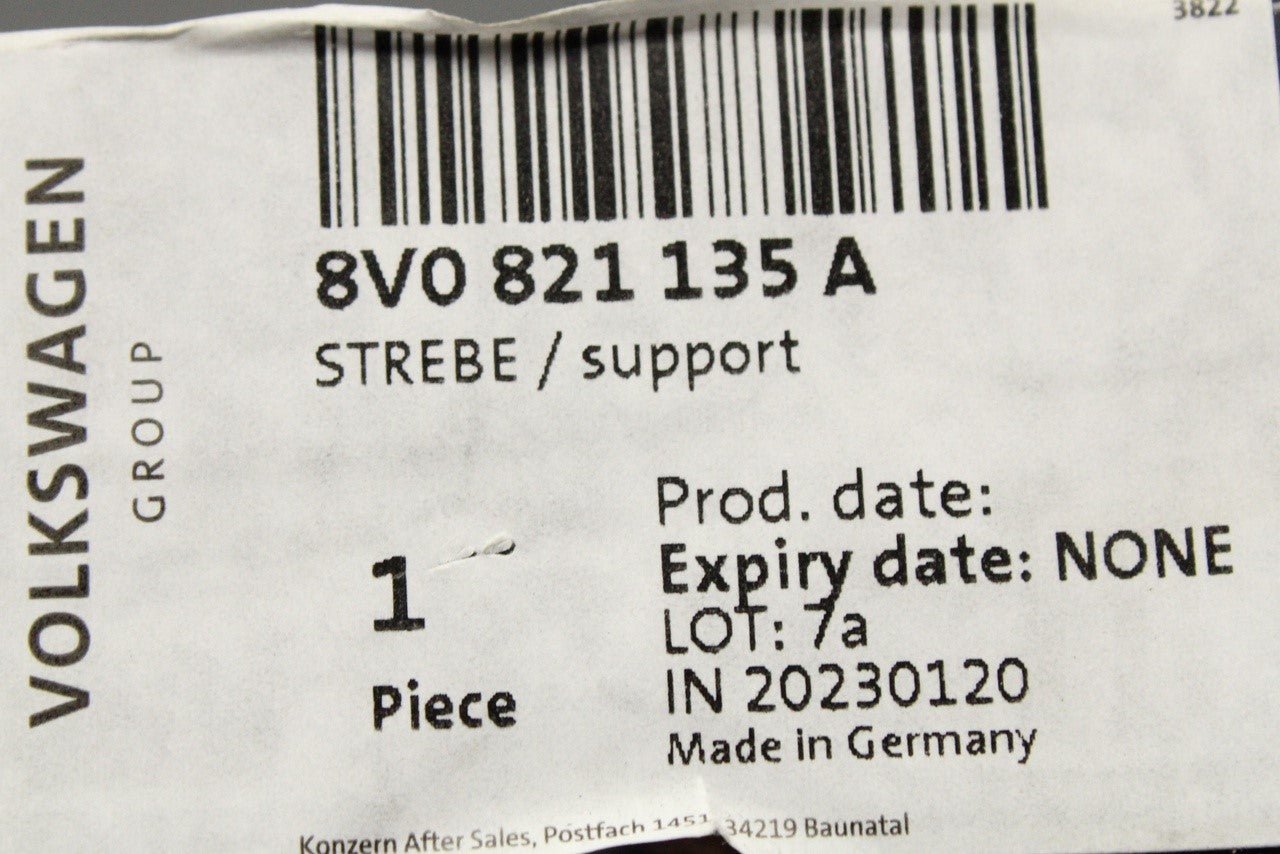 3822
VOLKSWAGEN
GROUP
8V0 821 135 A
STREBE / support
1
Piece
Prod. date:
Expiry date: NONE
LOT: 7a
IN 20230120
Made in Germany
Konzern After Sales, Postfach 1451, 34219 Baunatal